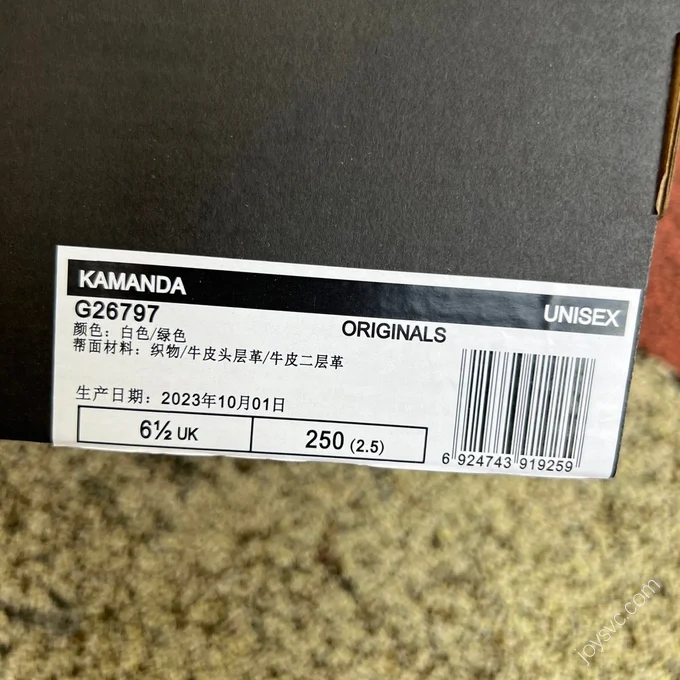 KAMANDA
UNISEX
G26797
ORIGINALS
颜色：白色/绿色
帮面材料：织物/牛皮头层革/牛皮二层革
生产日期：2023年10月01日
6½ UK
250 (2.5)
6 924743 919259
joysvc.com